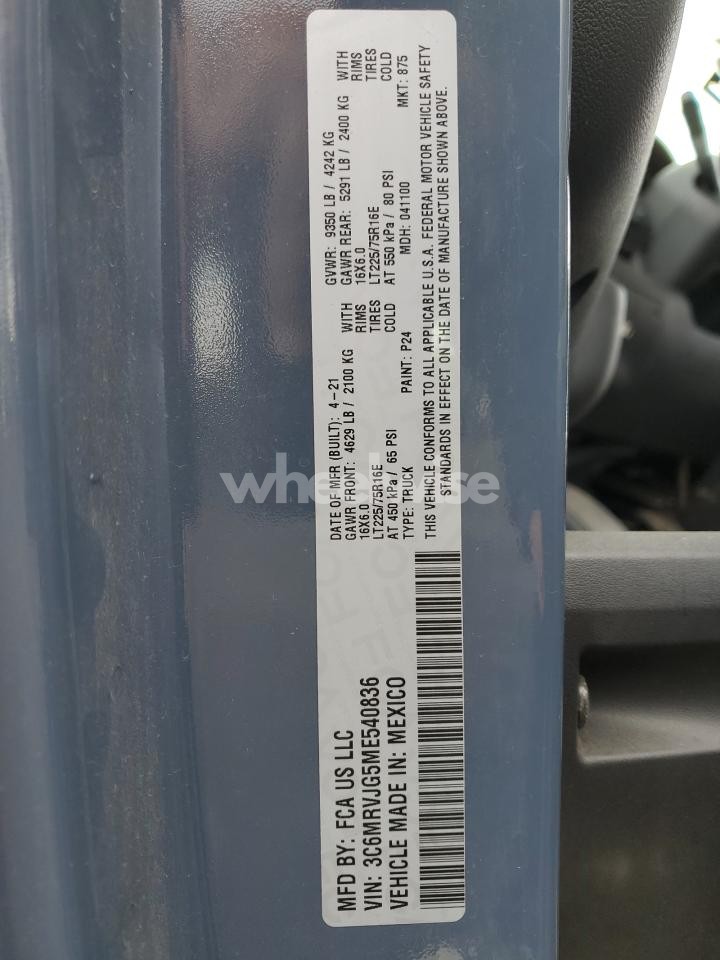 MFD BY: FCA US LLC
VIN: 3C6MRVJG5ME540836
VEHICLE MADE IN: MEXICO
DATE OF MFR (BUILT): 4-21
GAWR FRONT: 4629 LB / 2100 KG WITH
16X6.0 RIMS
LT225/75R16E TIRES
AT 450 kPa / 65 PSI COLD
TYPE: TRUCK PAINT: P24
GVWR: 9350 LB / 4242 KG
GAWR REAR: 5291 LB / 2400 KG WITH
16X6.0 RIMS
LT225/75R16E TIRES
AT 550 kPa / 80 PSI COLD
MDH: 041100 MKT: 875
THIS VEHICLE CONFORMS TO ALL APPLICABLE U.S.A. FEDERAL MOTOR VEHICLE SAFETY
STANDARDS IN EFFECT ON THE DATE OF MANUFACTURE SHOWN ABOVE.